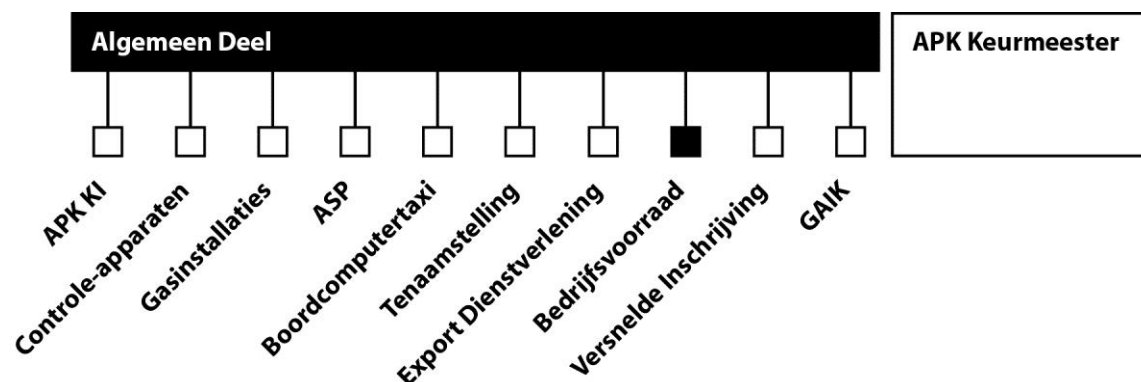 Algemeen Deel
APK Keurmeester
APK KI
Controle-apparaten
Gasinstallaties
ASP
Boordcomputertaxi
Tenaamstelling
Export Dienstverlening
Bedrijfsvoorraad
Versnelde Inschrijving
GAIK